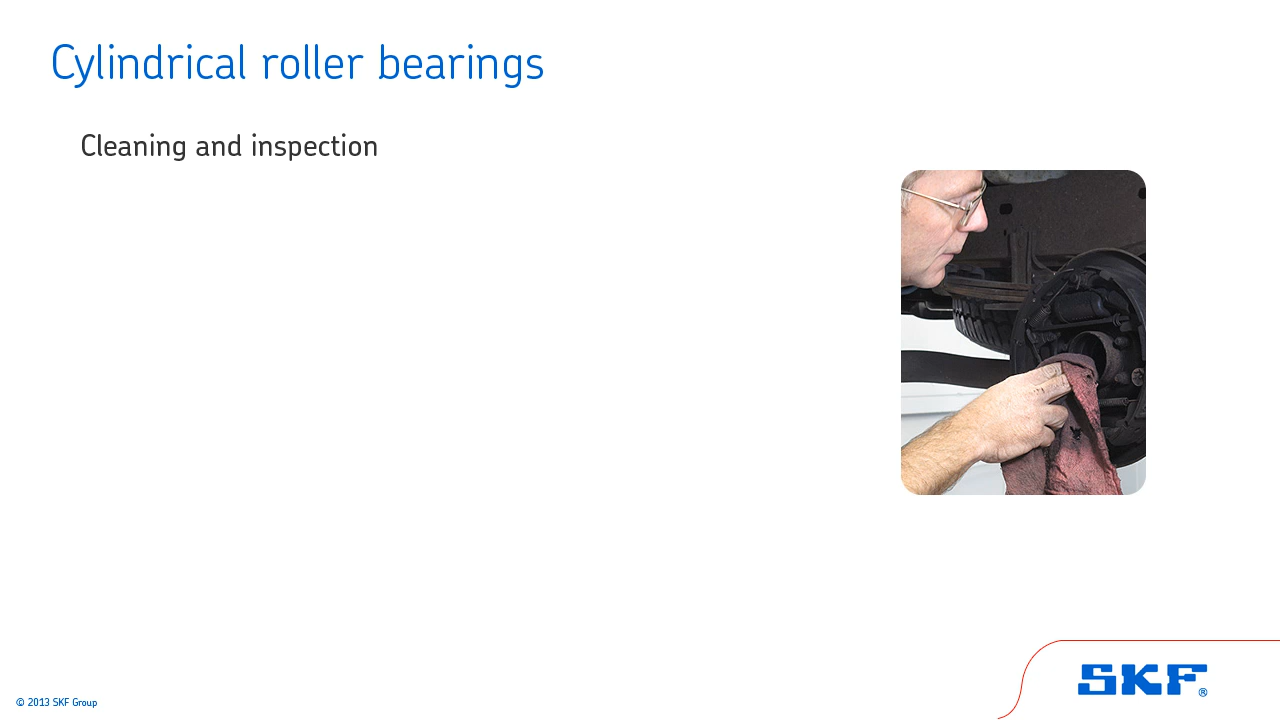 Cylindrical roller bearings
Cleaning and inspection
© 2013 SKF Group
SKF®